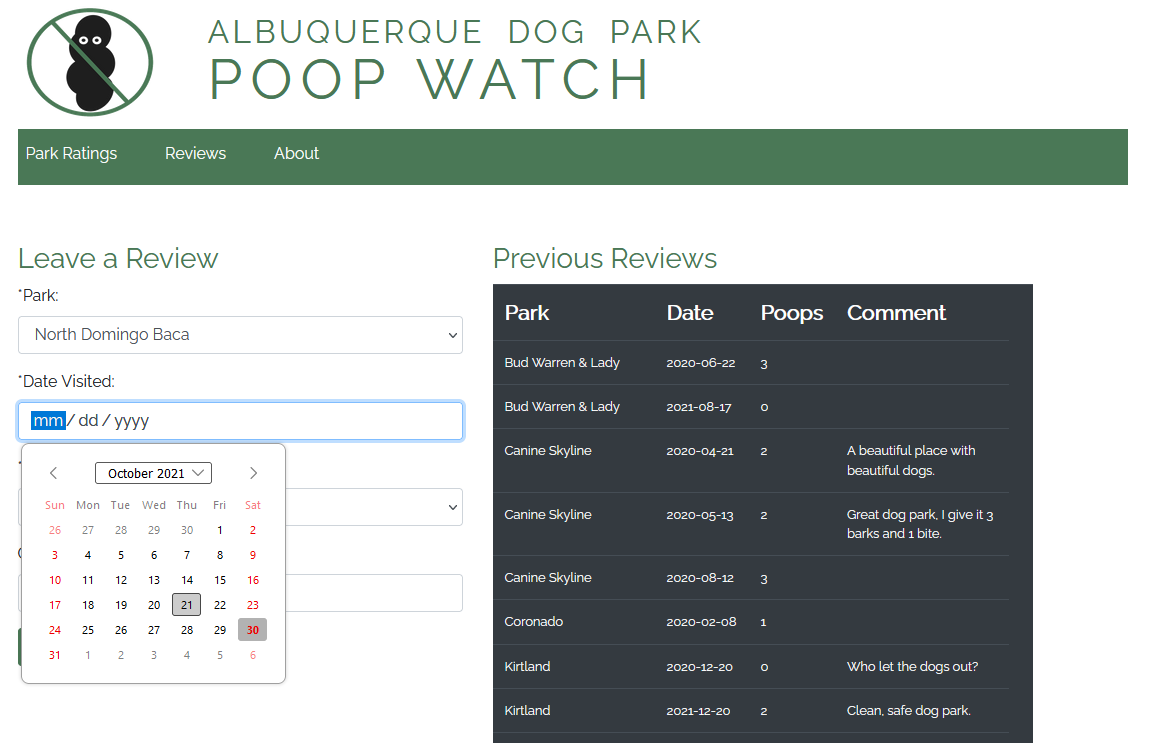 ALBUQUERQUE DOG PARK
POOP WATCH
Park Ratings Reviews About
Leave a Review
*Park:
North Domingo Baca
*Date Visited:
mm/dd/yyyy
October 2021
Sun Mon Tue Wed Thu Fri Sat
26 27 28 29 30 1 2
3 4 5 6 7 8 9
10 11 12 13 14 15 16
17 18 19 20 21 22 23
24 25 26 27 28 29 30
31 1 2 3 4 5 6
Previous Reviews
Park Date Poops Comment
Bud Warren & Lady 2020-06-22 3
Bud Warren & Lady 2021-08-17 0
Canine Skyline 2020-04-21 2 A beautiful place with
beautiful dogs.
Canine Skyline 2020-05-13 2 Great dog park, I give it 3
barks and 1 bite.
Canine Skyline 2020-08-12 3
Coronado 2020-02-08 1
Kirtland 2020-12-20 0 Who let the dogs out?
Kirtland 2021-12-20 2 Clean, safe dog park.